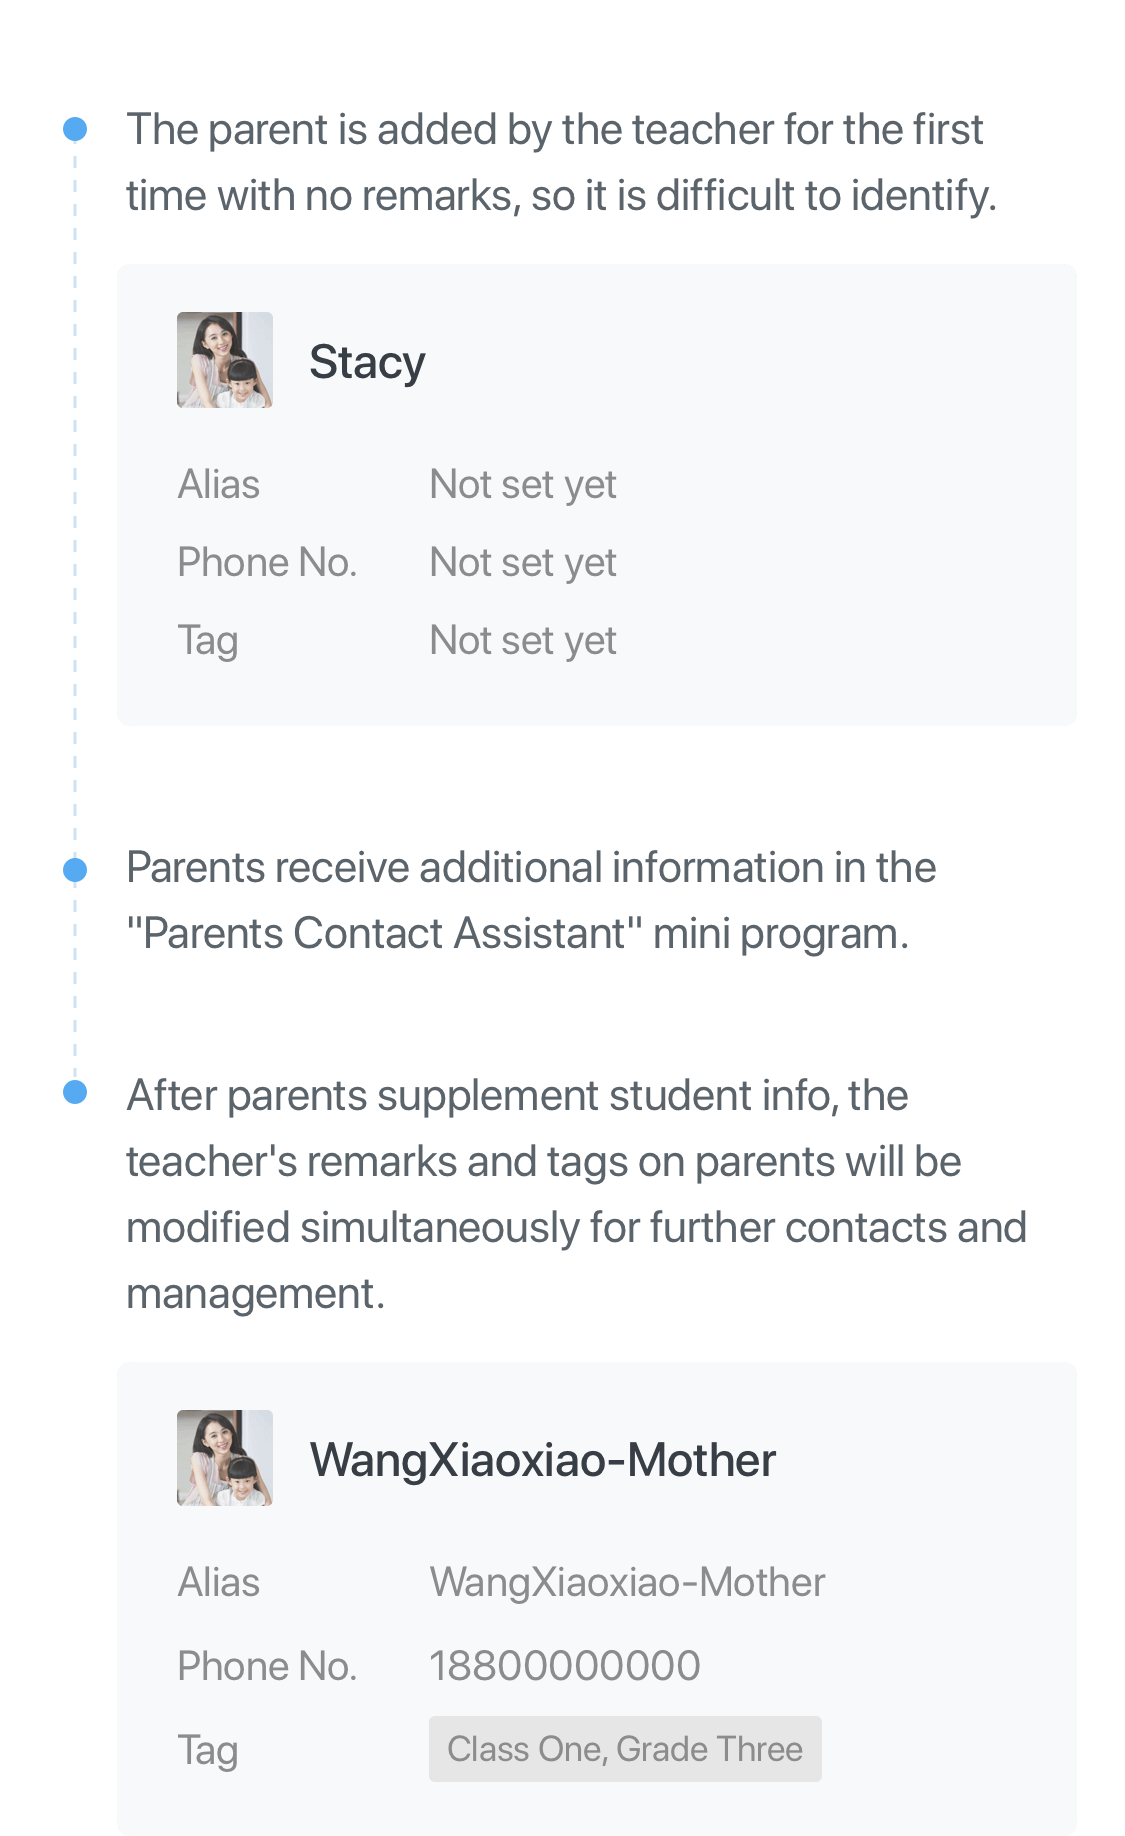 The parent is added by the teacher for the first
time with no remarks, so it is difficult to identify.
Stacy
Alias Not set yet
Phone No. Not set yet
Tag Not set yet
Parents receive additional information in the
"Parents Contact Assistant" mini program.
After parents supplement student info, the
teacher's remarks and tags on parents will be
modified simultaneously for further contacts and
management.
WangXiaoxiao-Mother
Alias WangXiaoxiao-Mother
Phone No. 18800000000
Tag Class One, Grade Three